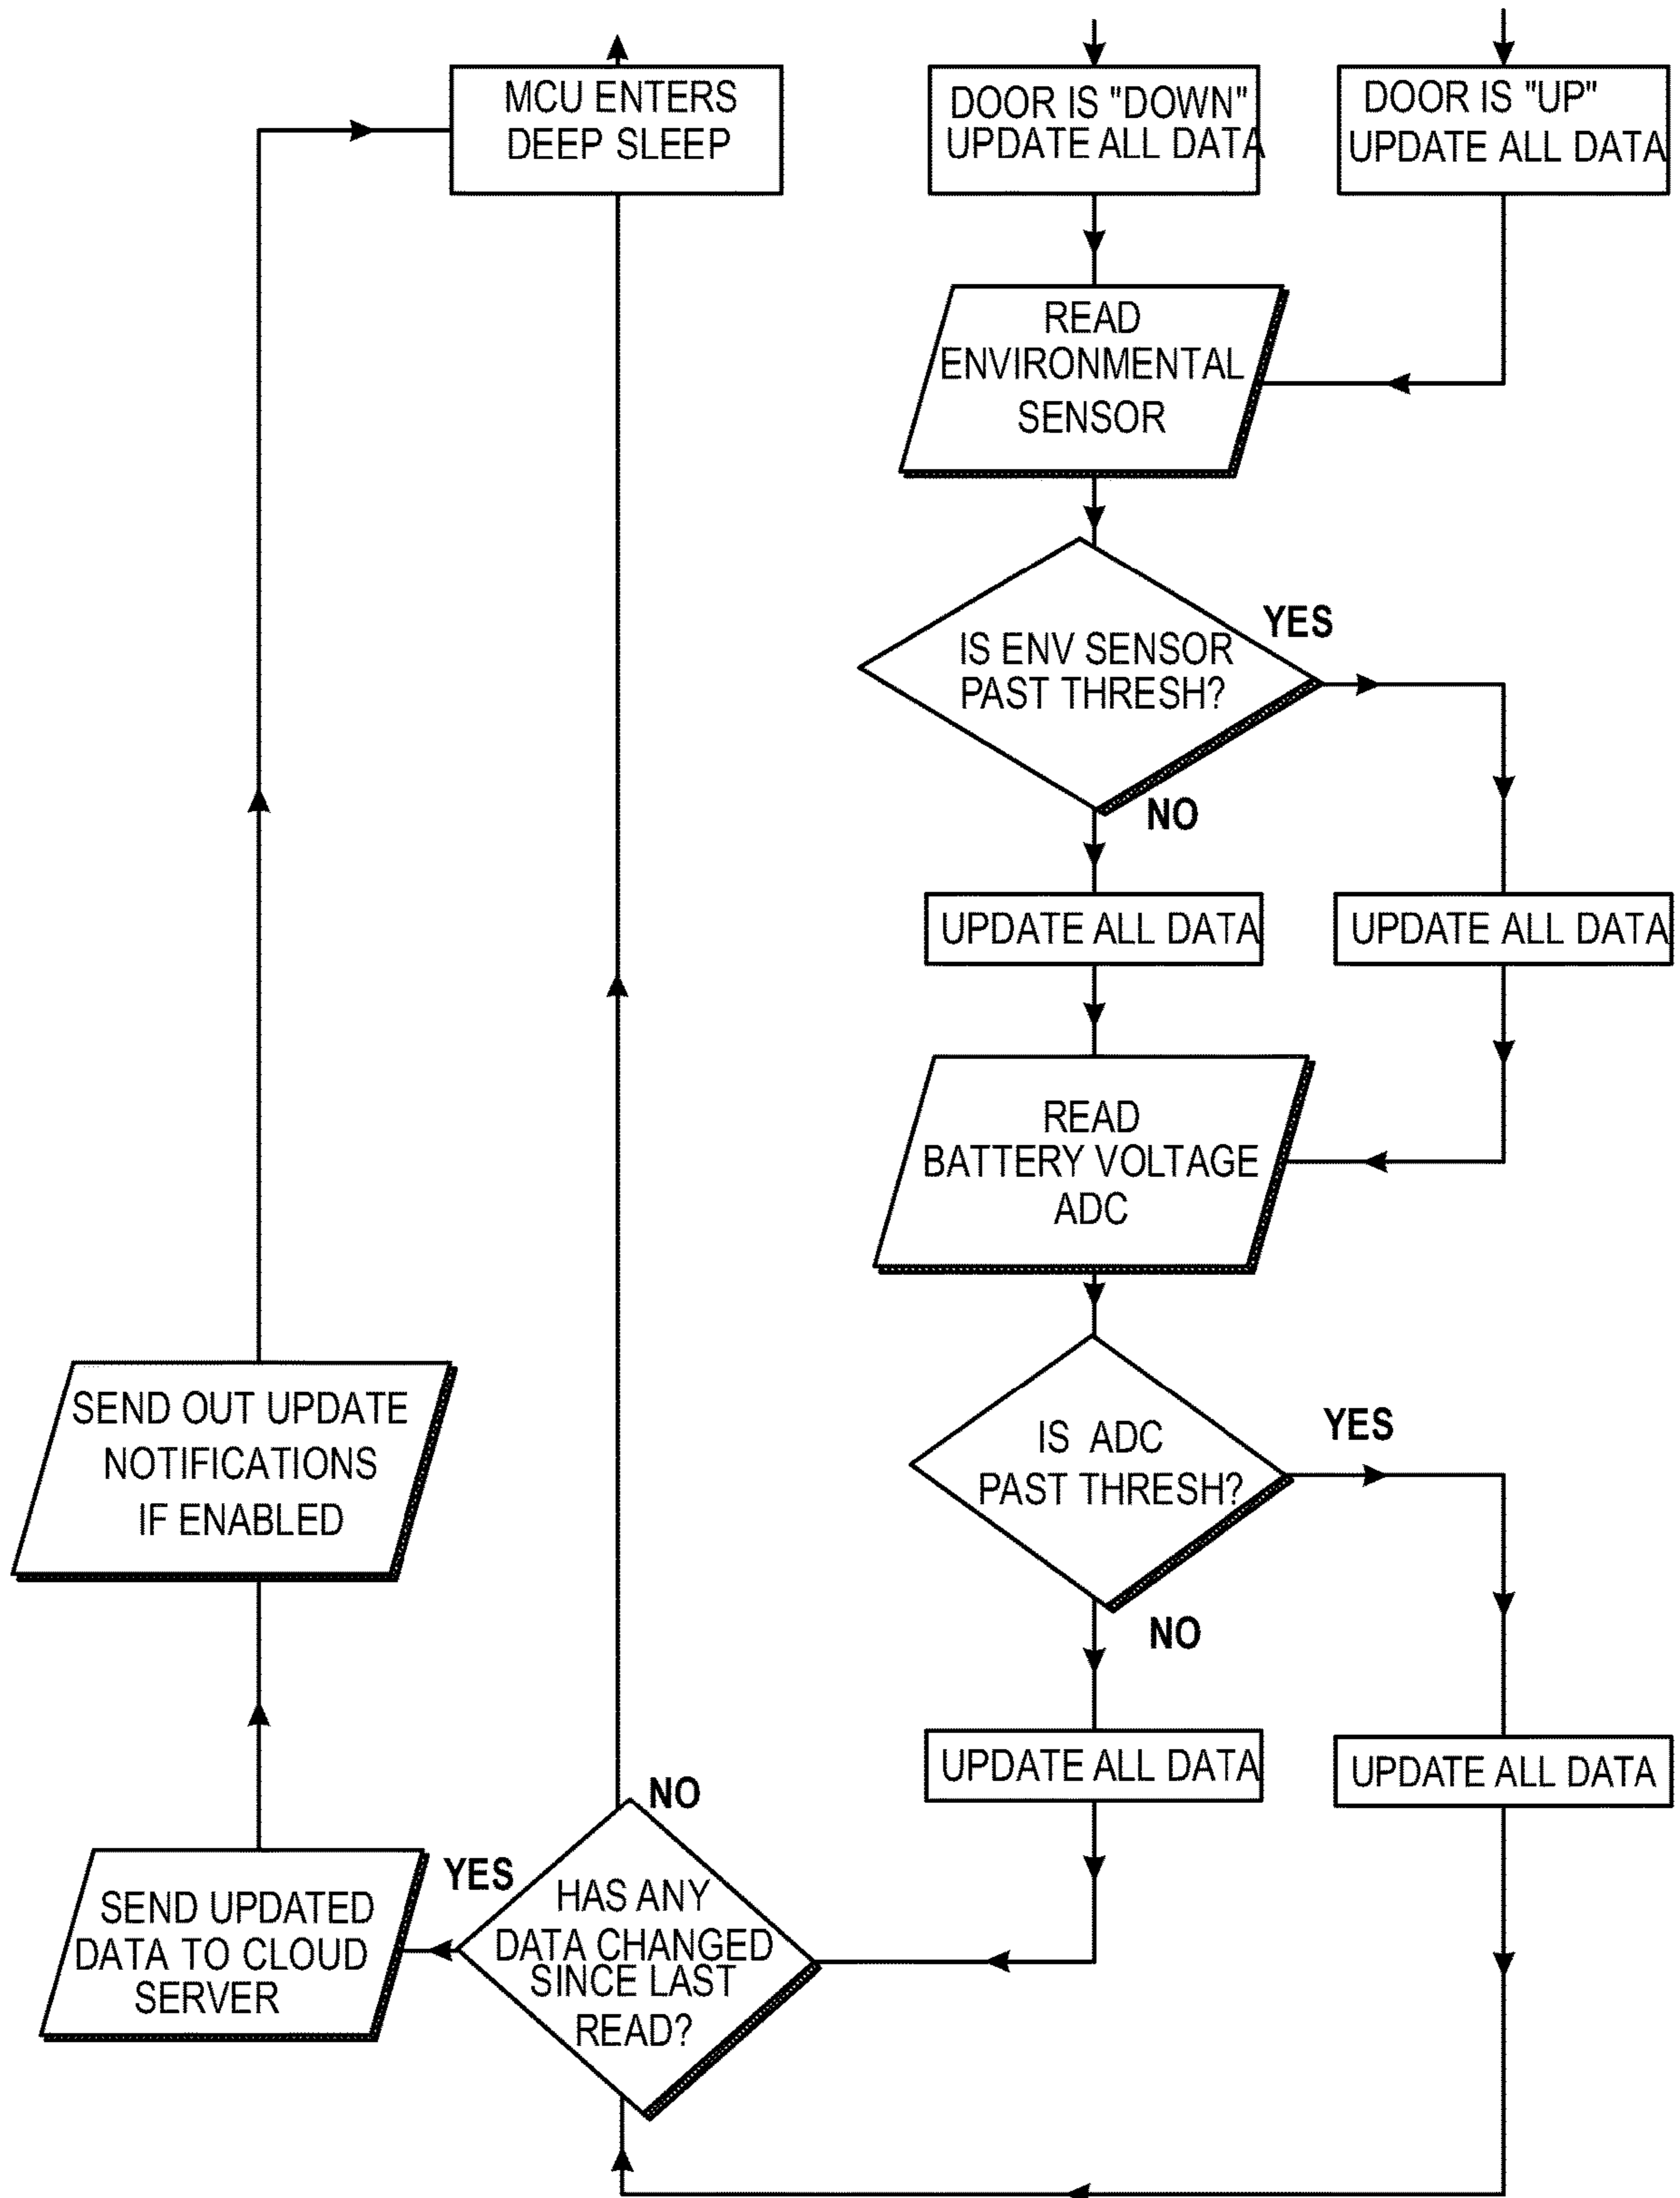 MCU ENTERS
DEEP SLEEP
DOOR IS "DOWN"
UPDATE ALL DATA
DOOR IS "UP"
UPDATE ALL DATA
READ
ENVIRONMENTAL
SENSOR
IS ENV SENSOR
PAST THRESH?
YES
NO
UPDATE ALL DATA
UPDATE ALL DATA
READ
BATTERY VOLTAGE
ADC
IS ADC
PAST THRESH?
YES
NO
UPDATE ALL DATA
UPDATE ALL DATA
HAS ANY
DATA CHANGED
SINCE LAST
READ?
NO
YES
SEND UPDATED
DATA TO CLOUD
SERVER
SEND OUT UPDATE
NOTIFICATIONS
IF ENABLED